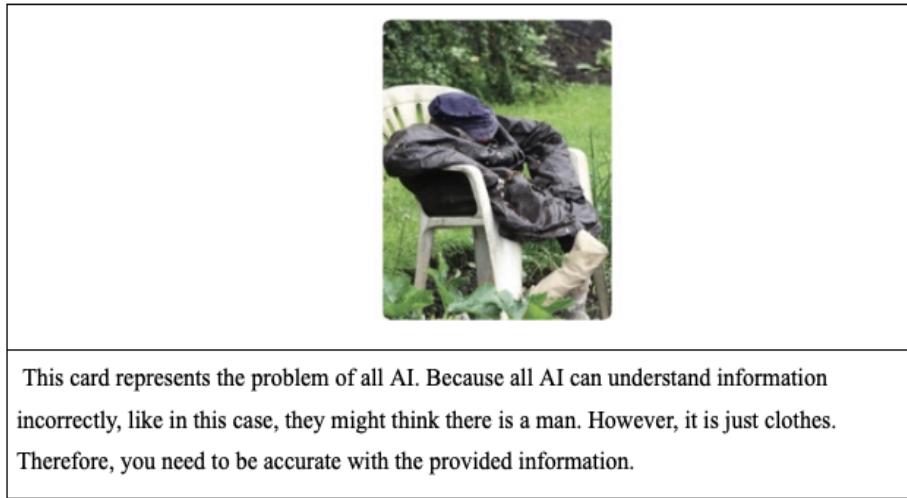 This card represents the problem of all AI. Because all AI can understand information
incorrectly, like in this case, they might think there is a man. However, it is just clothes.
Therefore, you need to be accurate with the provided information.